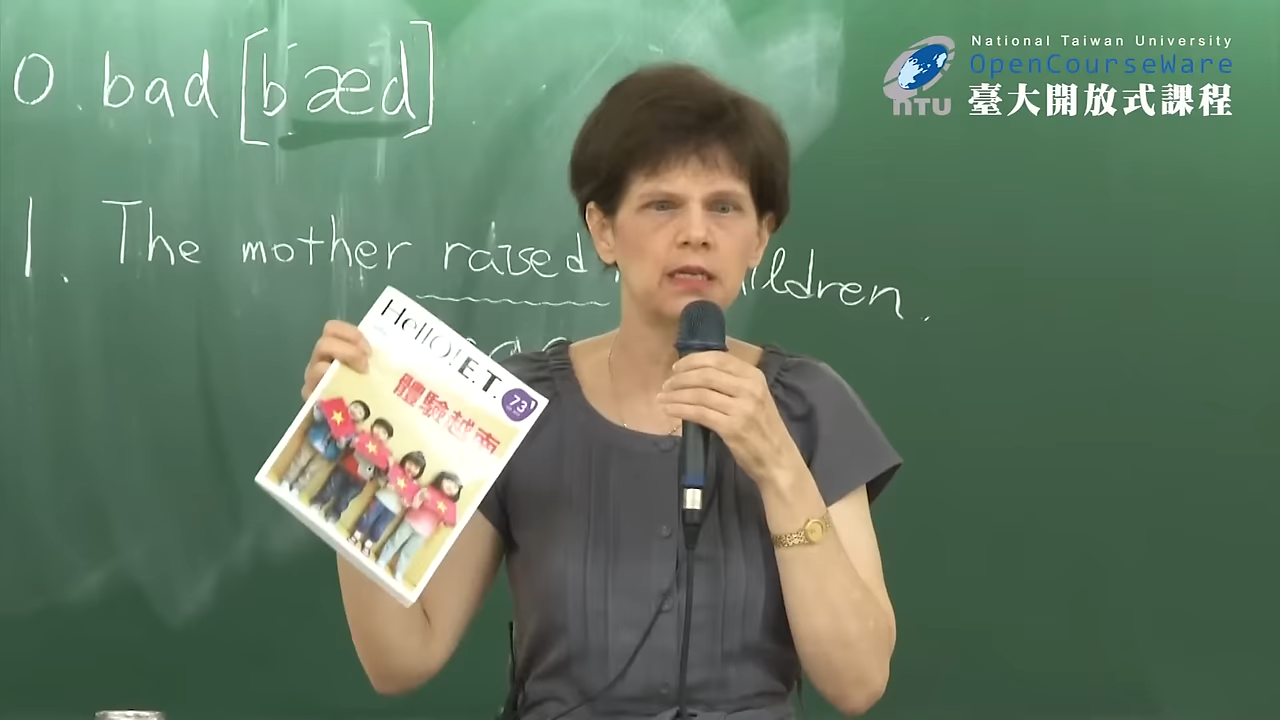 0. bad [bæd]
National Taiwan University
OpenCourseWare
NTU 臺大開放式課程
1. The mother raised ildren.
Hello! E.T.
73
體驗越南